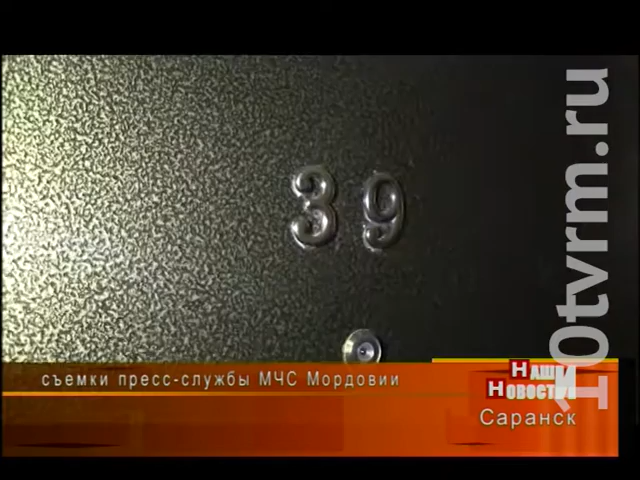 39
съемки пресс-службы МЧС Мордовии
Наши
Новости
Саранск
10tvrm.ru